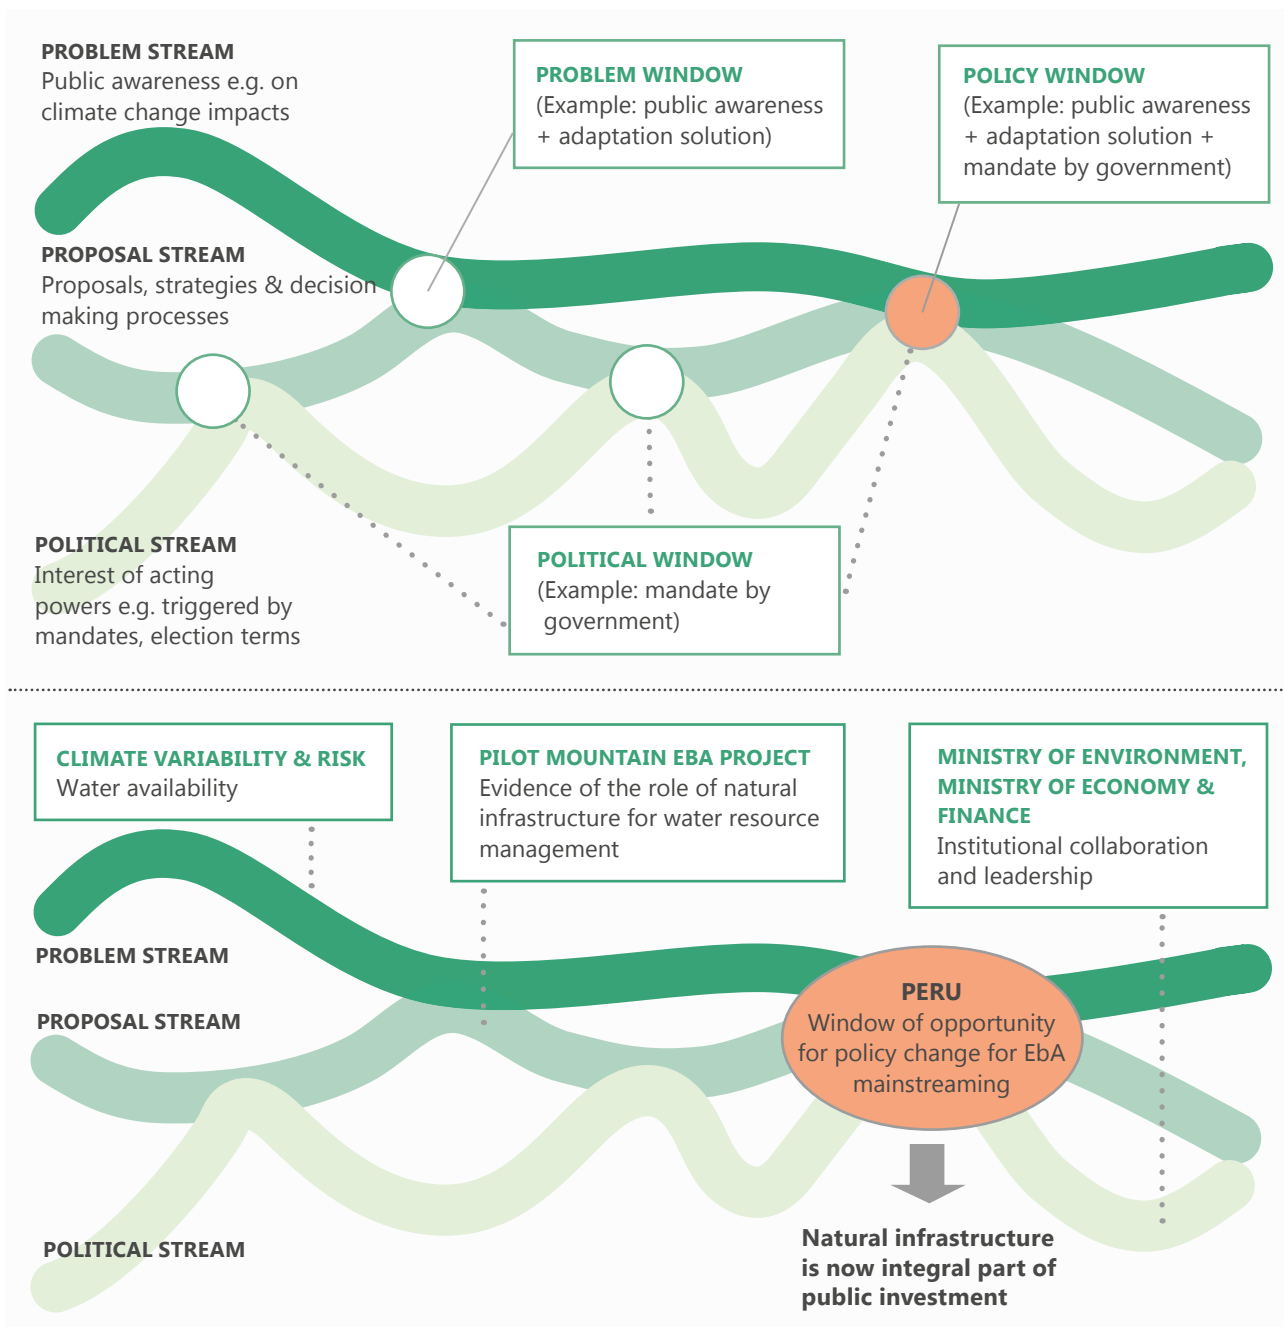 PROBLEM STREAM
Public awareness e.g. on
climate change impacts
PROBLEM WINDOW
(Example: public awareness
+ adaptation solution)
POLICY WINDOW
(Example: public awareness
+ adaptation solution +
mandate by government)
PROPOSAL STREAM
Proposals, strategies & decision
making processes
POLITICAL STREAM
Interest of acting
powers e.g. triggered by
mandates, election terms
POLITICAL WINDOW
(Example: mandate by
government)
CLIMATE VARIABILITY & RISK
Water availability
PILOT MOUNTAIN EBA PROJECT
Evidence of the role of natural
infrastructure for water resource
management
MINISTRY OF ENVIRONMENT,
MINISTRY OF ECONOMY &
FINANCE
Institutional collaboration
and leadership
PROBLEM STREAM
PROPOSAL STREAM
PERU
Window of opportunity
for policy change for EbA
mainstreaming
POLITICAL STREAM
Natural infrastructure
is now integral part of
public investment